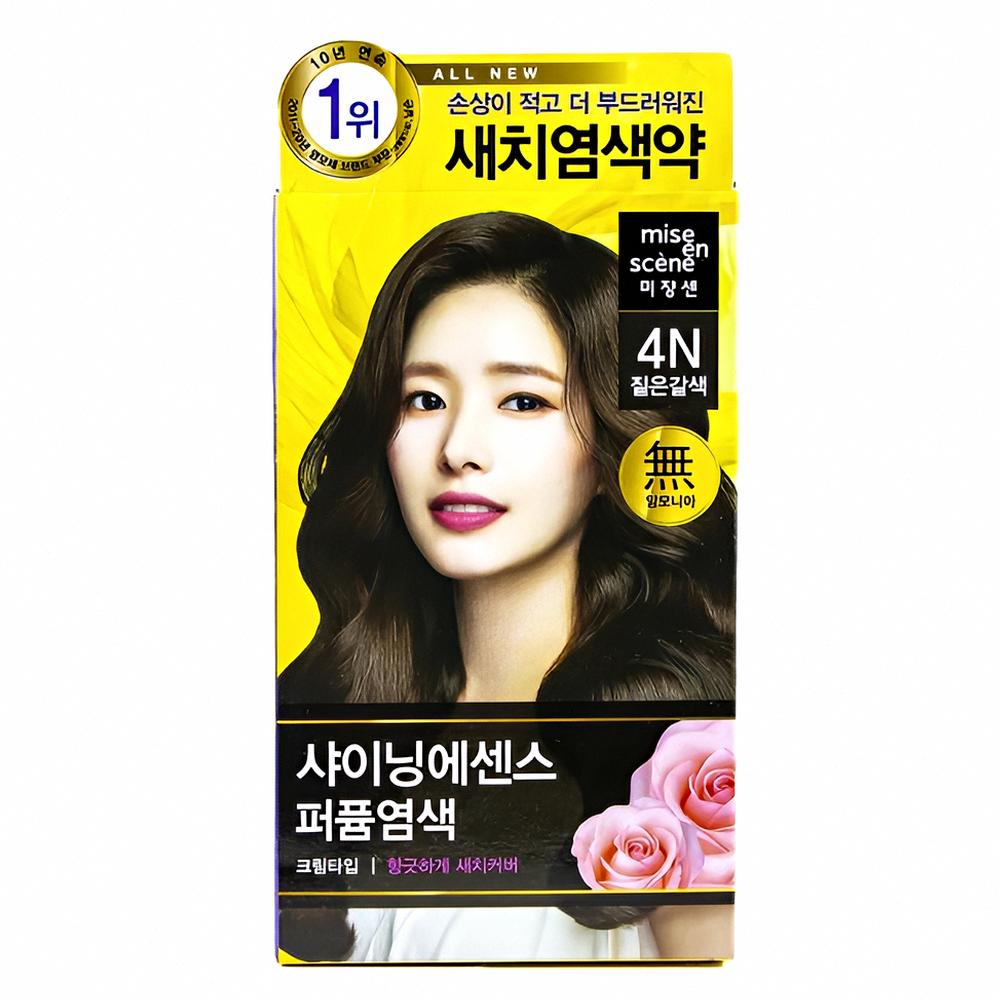 10년 연속
1위
ALL NEW
손상이 적고 더 부드러워진
새치염색약
mise
en
scène
미쟝센
4N
짙은갈색
無
암모니아
샤이닝에센스
퍼퓸염색
크림타입 | 향긋하게 새치커버